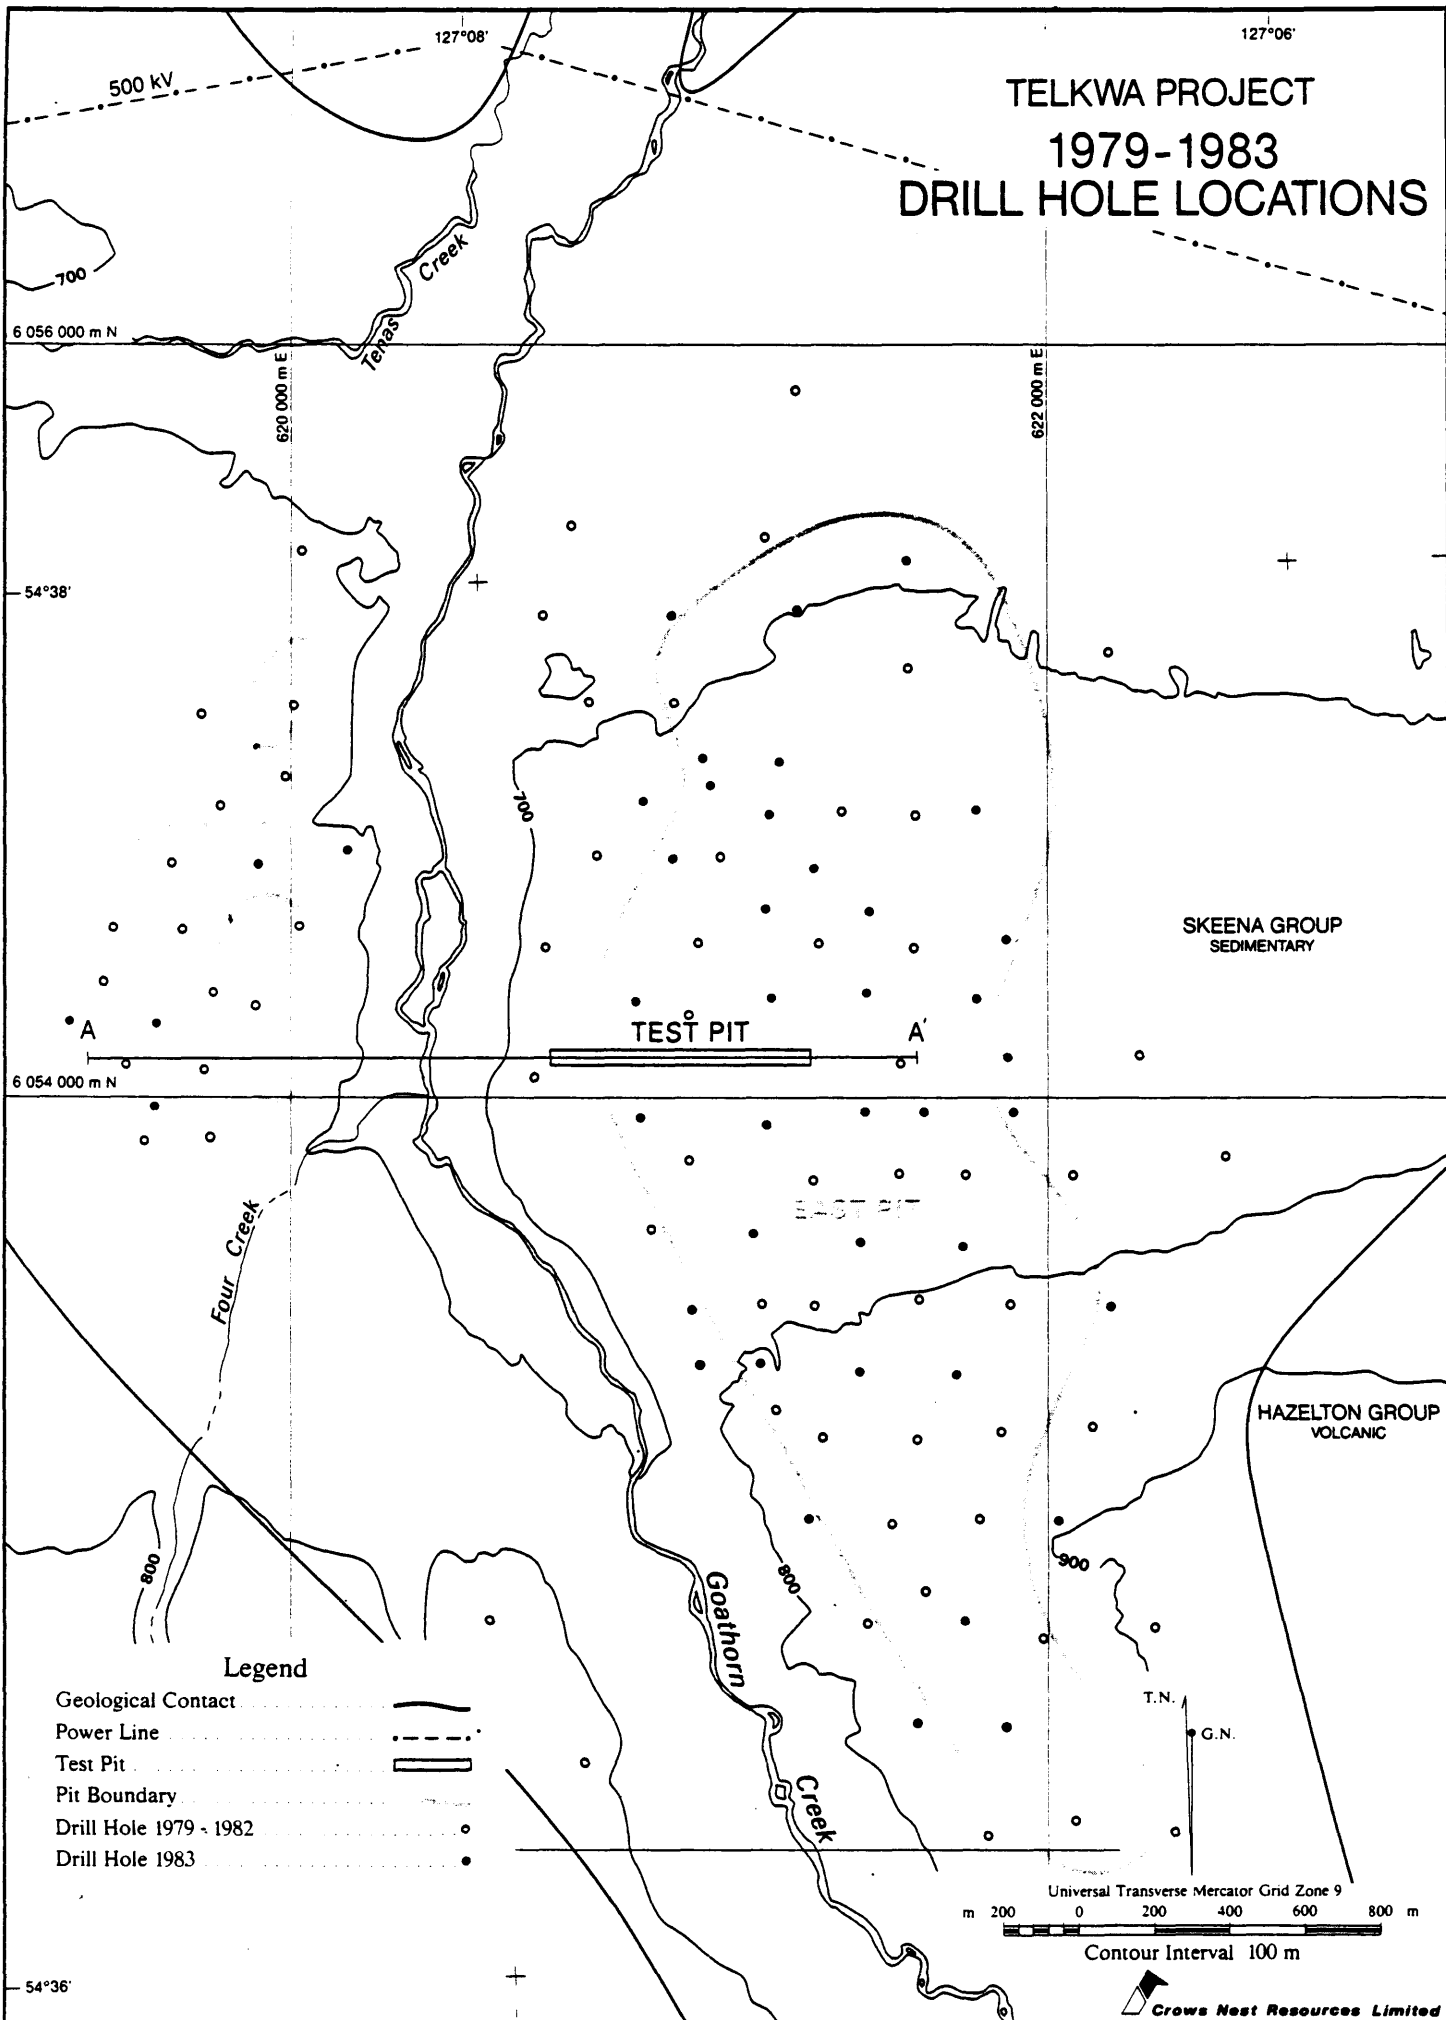 127°08'
127°06'
500 kV
TELKWA PROJECT
1979-1983
DRILL HOLE LOCATIONS
Tenas Creek
700
6 056 000 m N
620 000 m E
622 000 m E
54°38'
700
SKEENA GROUP
SEDIMENTARY
A
TEST PIT
A'
6 054 000 m N
EAST PIT
Four Creek
HAZELTON GROUP
VOLCANIC
800
800
900
Goathorn Creek
Legend
Geological Contact
Power Line
Test Pit
Pit Boundary
Drill Hole 1979 - 1982
Drill Hole 1983
T.N.
G.N.
Universal Transverse Mercator Grid Zone 9
m 200 0 200 400 600 800 m
Contour Interval 100 m
54°36'
Crows Nest Resources Limited